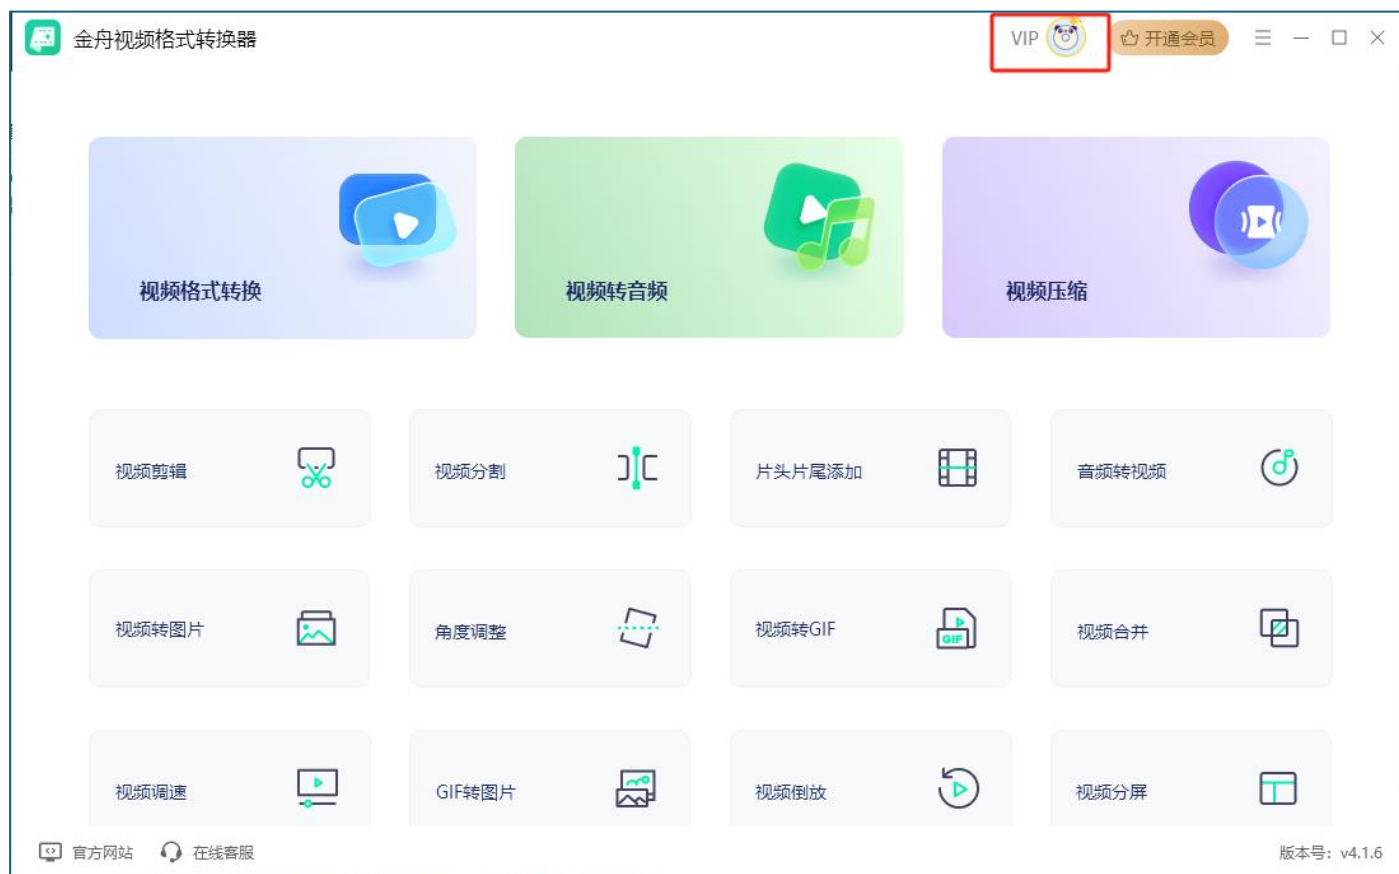 金舟视频格式转换器
VIP
开通会员
视频格式转换
视频转音频
视频压缩
视频剪辑
视频分割
片头片尾添加
音频转视频
视频转图片
角度调整
视频转GIF
GIF
视频合并
视频调速
GIF转图片
视频倒放
视频分屏
官方网站
在线客服
版本号：v4.1.6